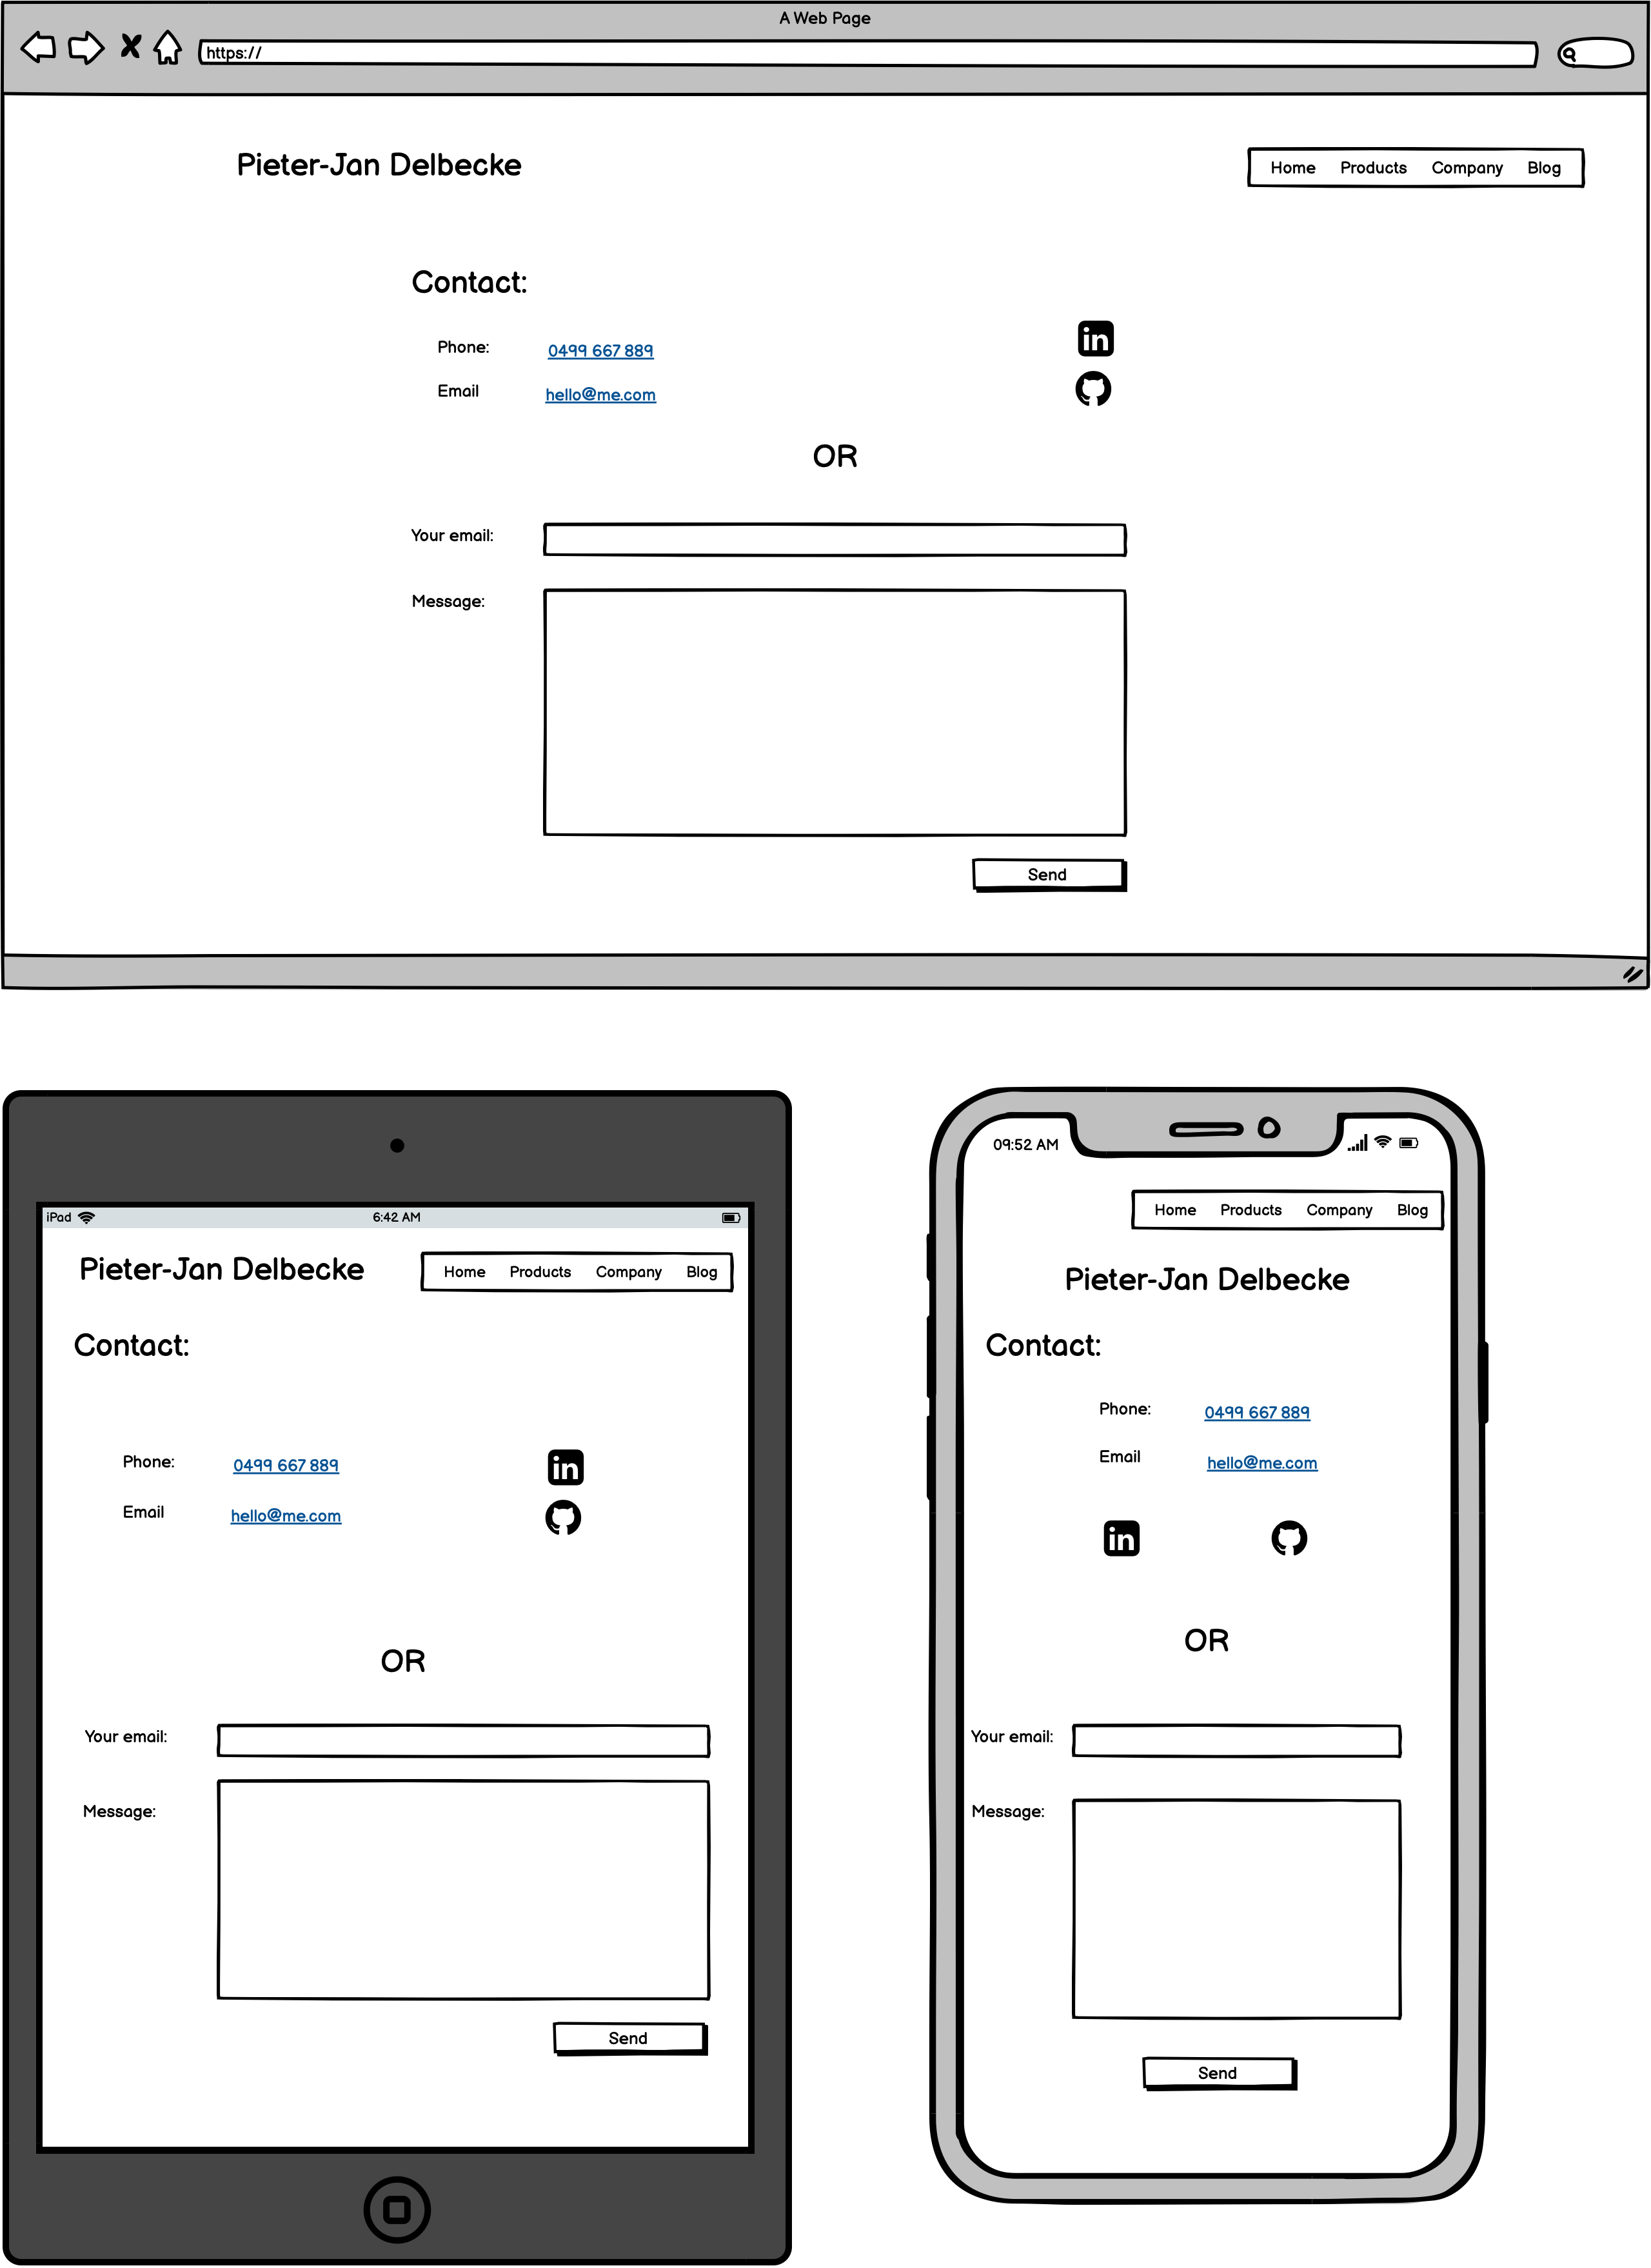 A Web Page
https://
Pieter-Jan Delbecke
Home Products Company Blog
Contact:
Phone: 0499 667 889
in
Email hello@me.com
OR
Your email:
Message:
Send
iPad 6:42 AM
Pieter-Jan Delbecke
Home Products Company Blog
Contact:
Phone: 0499 667 889
in
Email hello@me.com
OR
Your email:
Message:
Send
09:52 AM
Home Products Company Blog
Pieter-Jan Delbecke
Contact:
Phone: 0499 667 889
Email hello@me.com
in
OR
Your email:
Message:
Send